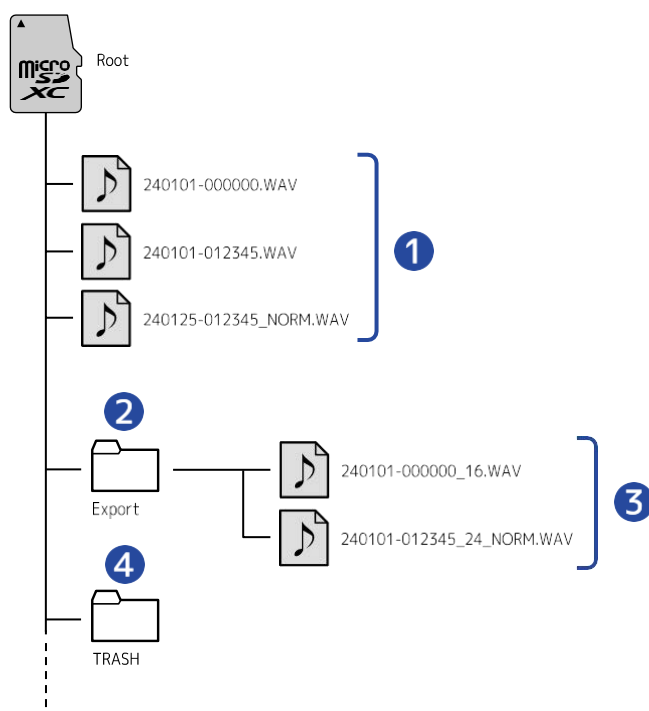 micro
SD
XC
Root
240101-000000.WAV
240101-012345.WAV
1
240125-012345_NORM.WAV
2
Export
240101-000000_16.WAV
3
240101-012345_24_NORM.WAV
4
TRASH